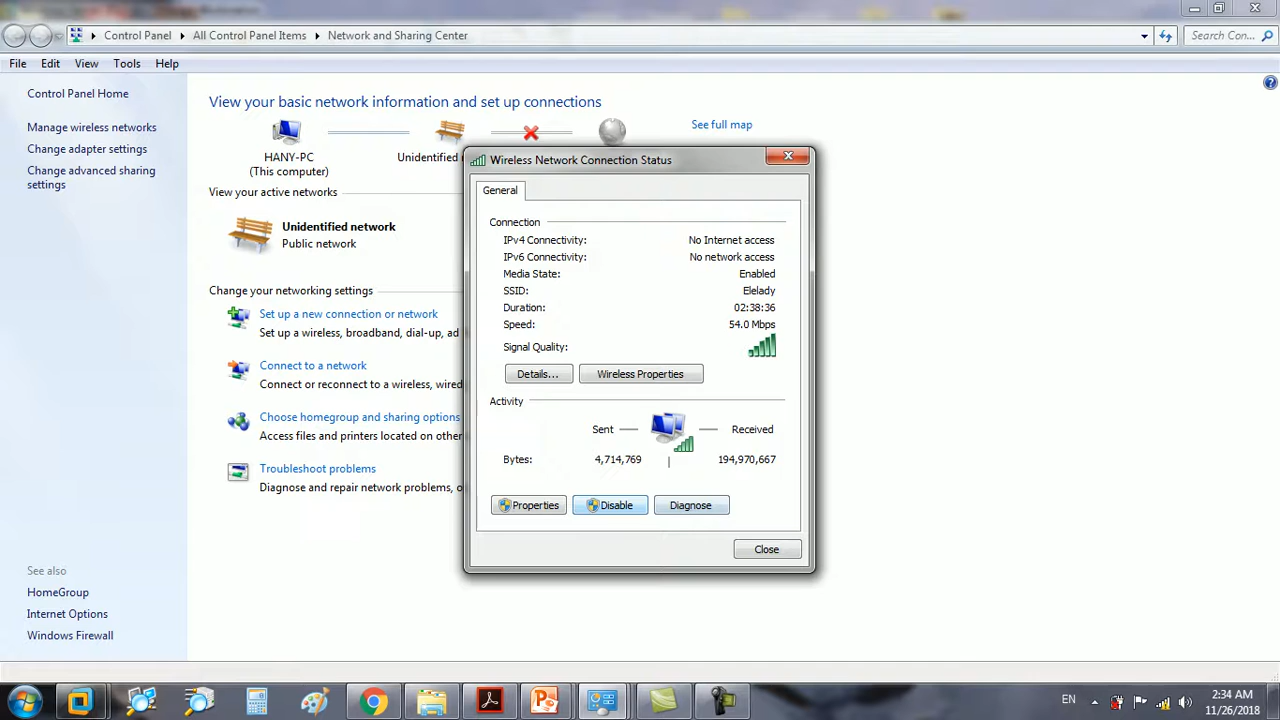 Control Panel All Control Panel Items Network and Sharing Center Search Con...
File Edit View Tools Help
Control Panel Home
Manage wireless networks
Change adapter settings
Change advanced sharing
settings
See also
HomeGroup
Internet Options
Windows Firewall
View your basic network information and set up connections
See full map
HANY-PC
(This computer)
Unidentified
View your active networks
Unidentified network
Public network
Change your networking settings
Set up a new connection or network
Set up a wireless, broadband, dial-up, ad
Connect to a network
Connect or reconnect to a wireless, wired
Choose homegroup and sharing options
Access files and printers located on other
Troubleshoot problems
Diagnose and repair network problems, o
Wireless Network Connection Status
General
Connection
IPv4 Connectivity: No Internet access
IPv6 Connectivity: No network access
Media State: Enabled
SSID: Elelady
Duration: 02:38:36
Speed: 54.0 Mbps
Signal Quality:
Details... Wireless Properties
Activity
Sent Received
Bytes: 4,714,769 194,970,667
Properties Disable Diagnose
Close
EN 2:34 AM
11/26/2018